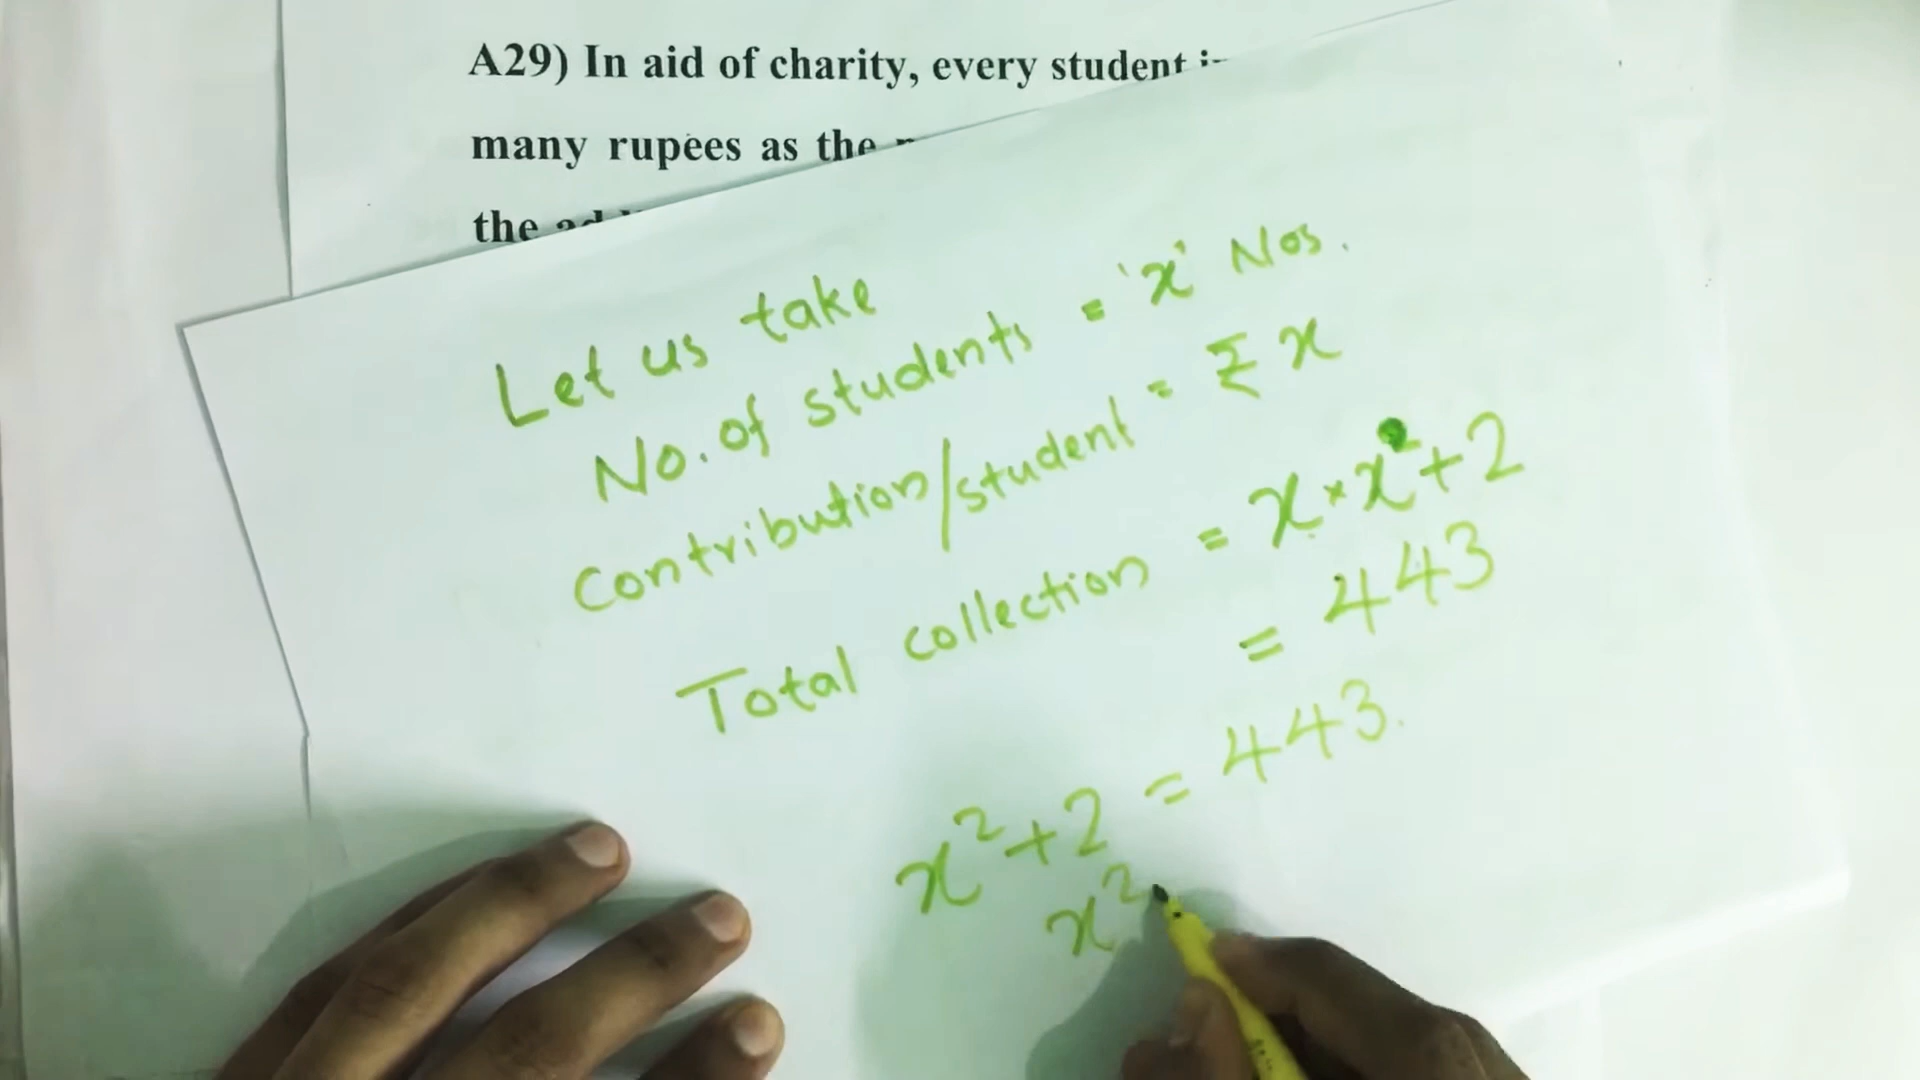 A29) In aid of charity, every student
many rupees as the
the
Let us take
No. of students = 'x' Nos.
Contribution/student = ₹ x
Total collection = x × x + 2
= 443
x² + 2 = 443.
x²